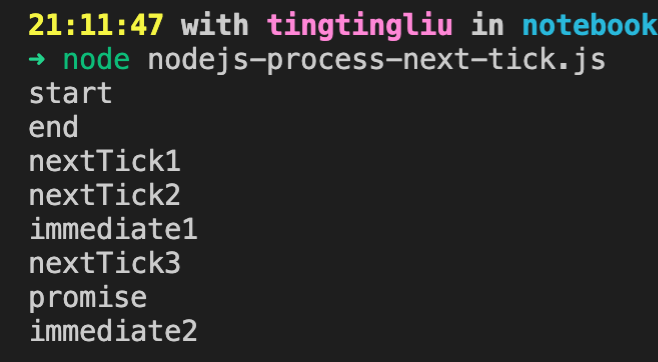 21:11:47 with tingtingliu in notebook
➜ node nodejs-process-next-tick.js
start
end
nextTick1
nextTick2
immediate1
nextTick3
promise
immediate2